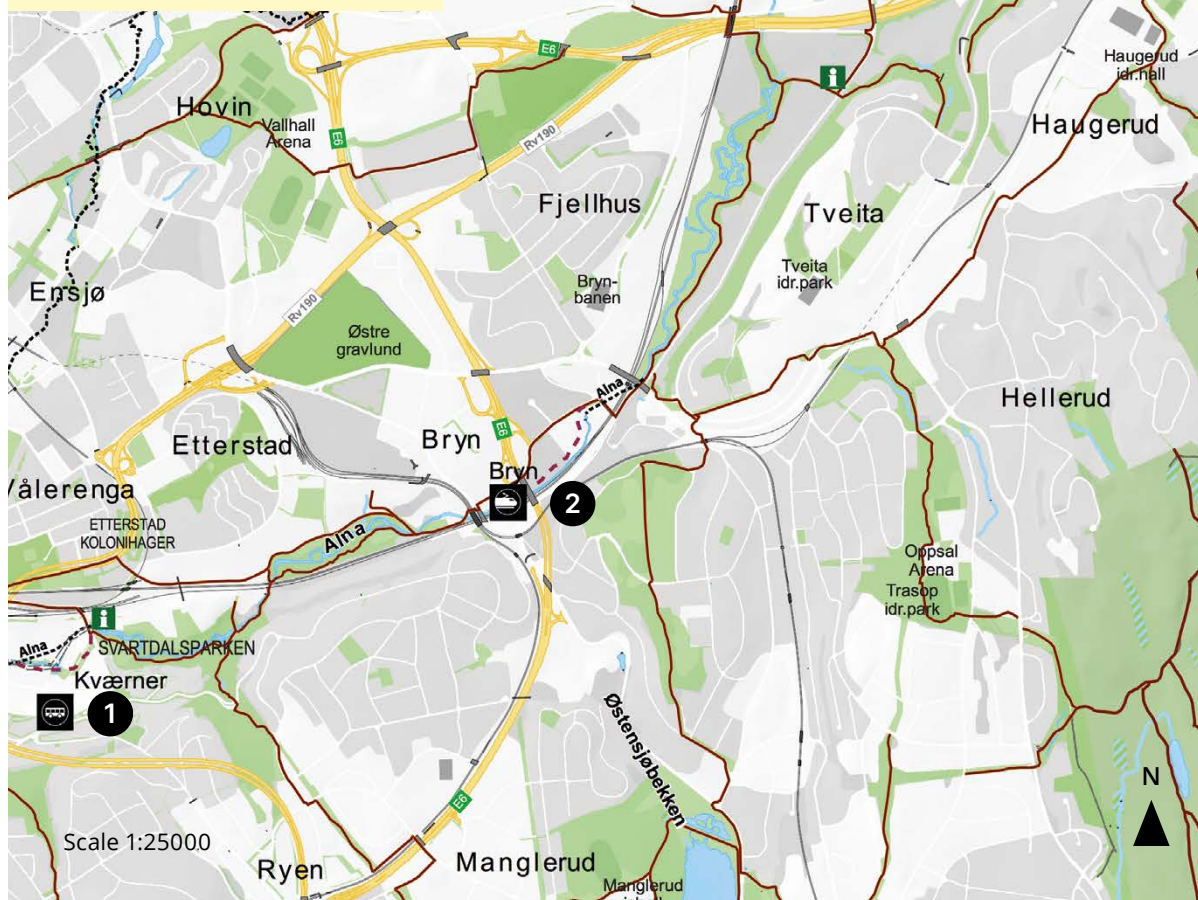 E6
Haugerud
idr.hall
Hovin
Vallhall
Arena
E6
Rv190
Haugerud
Fjellhus
Tveita
Tveita
idr.park
Ensjø
Bryn-
banen
Rv190
Østre
gravlund
Alna
Hellerud
E6
Etterstad
Bryn
Bryn
2
Vålerenga
ETTERSTAD
KOLONIHAGER
Alna
Oppsal
Arena
Trasop
idr.park
Alna
SVARTDALSPARKEN
Kværner
1
Østensjøbekken
N
E6
Scale 1:25000
Ryen
Manglerud
Manglerud